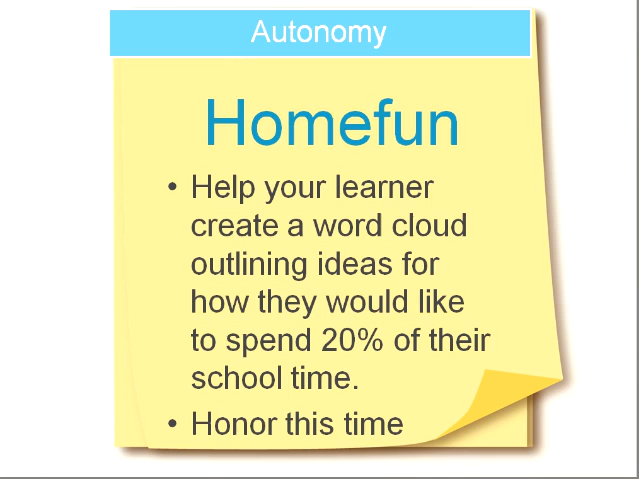 Autonomy
Homefun
• Help your learner
create a word cloud
outlining ideas for
how they would like
to spend 20% of their
school time.
• Honor this time